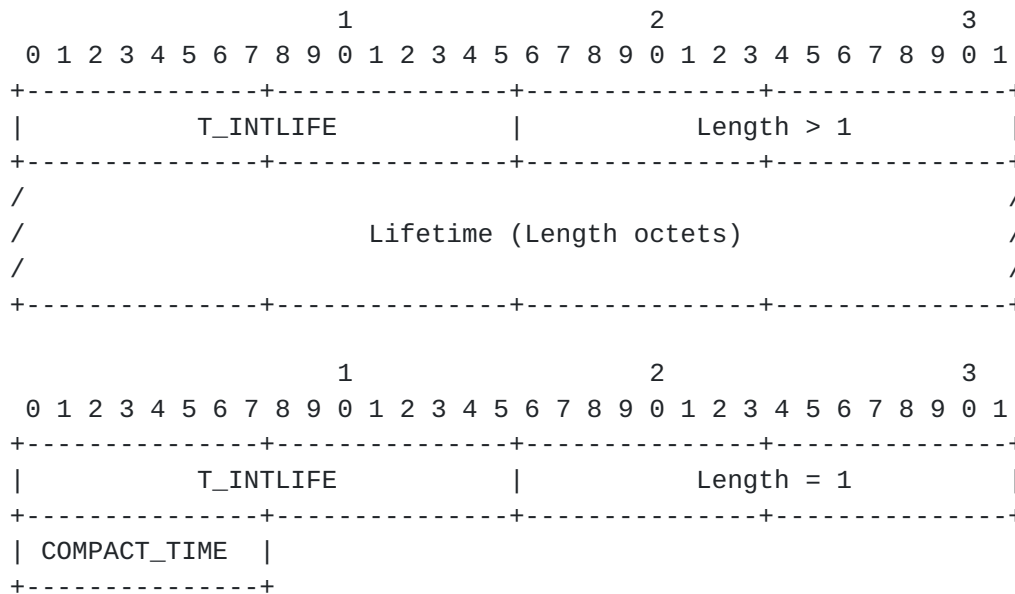 1                   2                   3
 0 1 2 3 4 5 6 7 8 9 0 1 2 3 4 5 6 7 8 9 0 1 2 3 4 5 6 7 8 9 0 1
+---------------+---------------+---------------+---------------+
|           T_INTLIFE           |           Length > 1          |
+---------------+---------------+---------------+---------------+
/                                                               /
/                      Lifetime (Length octets)                 /
/                                                               /
+---------------+---------------+---------------+---------------+
                     1                   2                   3
 0 1 2 3 4 5 6 7 8 9 0 1 2 3 4 5 6 7 8 9 0 1 2 3 4 5 6 7 8 9 0 1
+---------------+---------------+---------------+---------------+
|           T_INTLIFE           |           Length = 1          |
+---------------+---------------+---------------+---------------+
| COMPACT_TIME  |
+---------------+